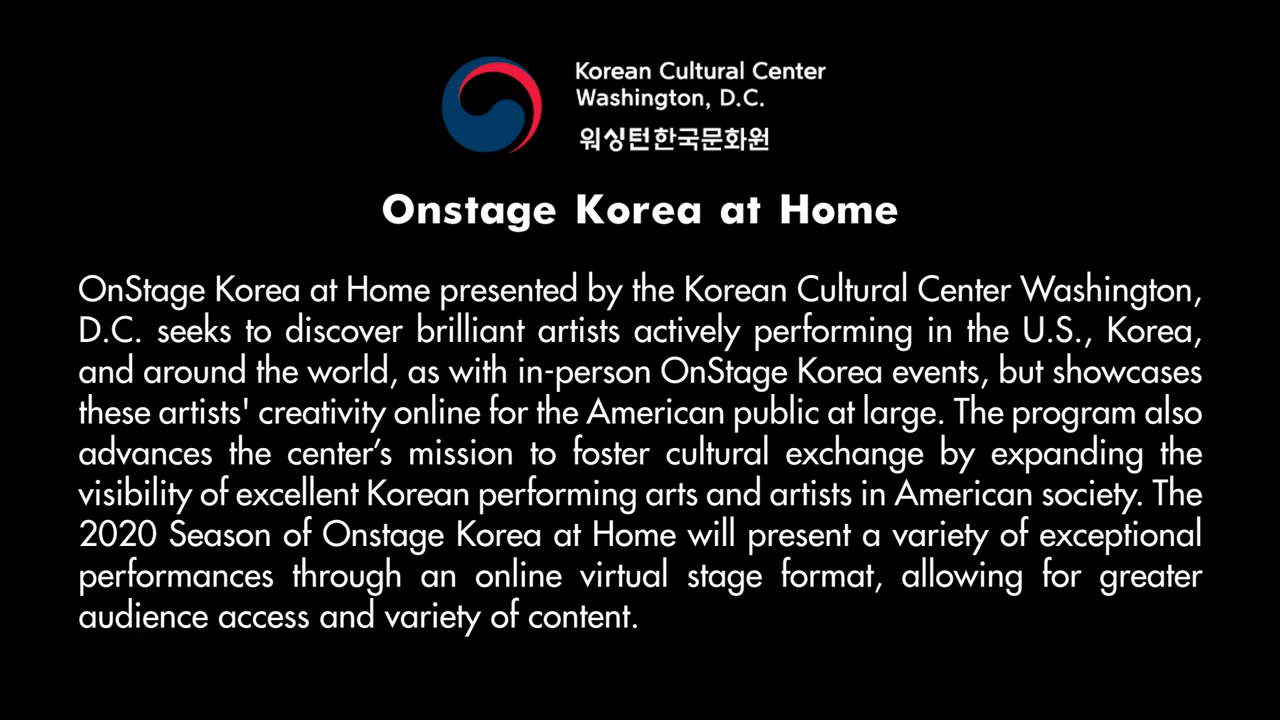 Korean Cultural Center
Washington, D.C.
워싱턴한국문화원
Onstage Korea at Home
OnStage Korea at Home presented by the Korean Cultural Center Washington,
D.C. seeks to discover brilliant artists actively performing in the U.S., Korea,
and around the world, as with in-person OnStage Korea events, but showcases
these artists' creativity online for the American public at large. The program also
advances the center’s mission to foster cultural exchange by expanding the
visibility of excellent Korean performing arts and artists in American society. The
2020 Season of Onstage Korea at Home will present a variety of exceptional
performances through an online virtual stage format, allowing for greater
audience access and variety of content.